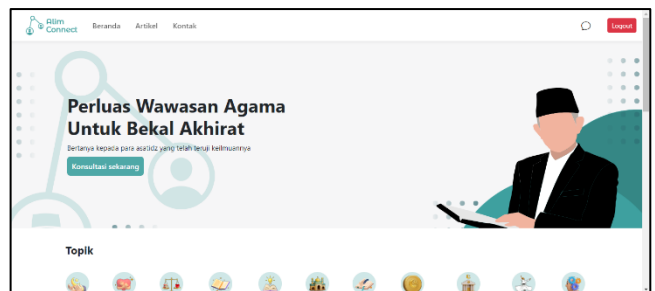 Alim
Connect
Beranda Artikel Kontak
Logout
Perluas Wawasan Agama
Untuk Bekal Akhirat
Bertanya kepada para asatidz yang telah teruji keilmuannya
Konsultasi sekarang
Topik